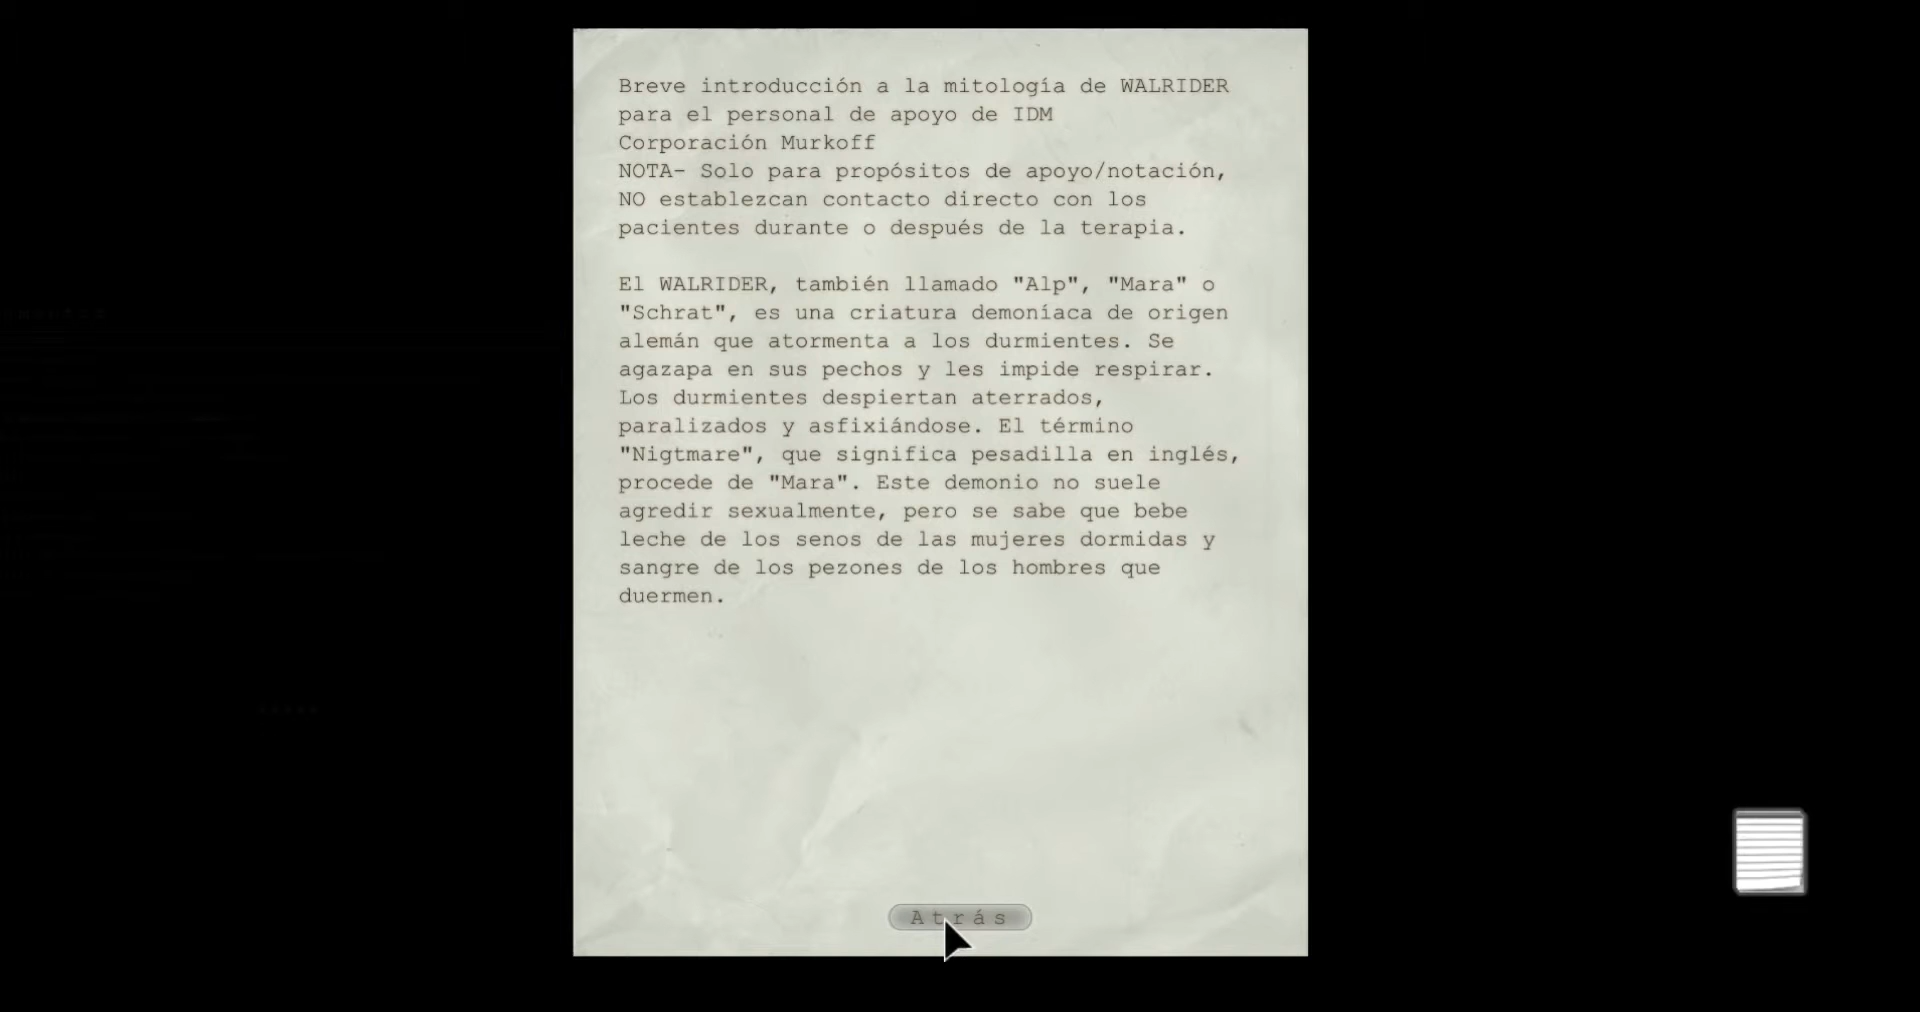 Breve introducción a la mitología de WALRIDER
para el personal de apoyo de IDM
Corporación Murkoff
NOTA- Solo para propósitos de apoyo/notación,
NO establezcan contacto directo con los
pacientes durante o después de la terapia.
El WALRIDER, también llamado "Alp", "Mara" o
"Schrat", es una criatura demoníaca de origen
alemán que atormenta a los durmientes. Se
agazapa en sus pechos y les impide respirar.
Los durmientes despiertan aterrados,
paralizados y asfixiándose. El término
"Nigtmare", que significa pesadilla en inglés,
procede de "Mara". Este demonio no suele
agredir sexualmente, pero se sabe que bebe
leche de los senos de las mujeres dormidas y
sangre de los pezones de los hombres que
duermen.
Atrás